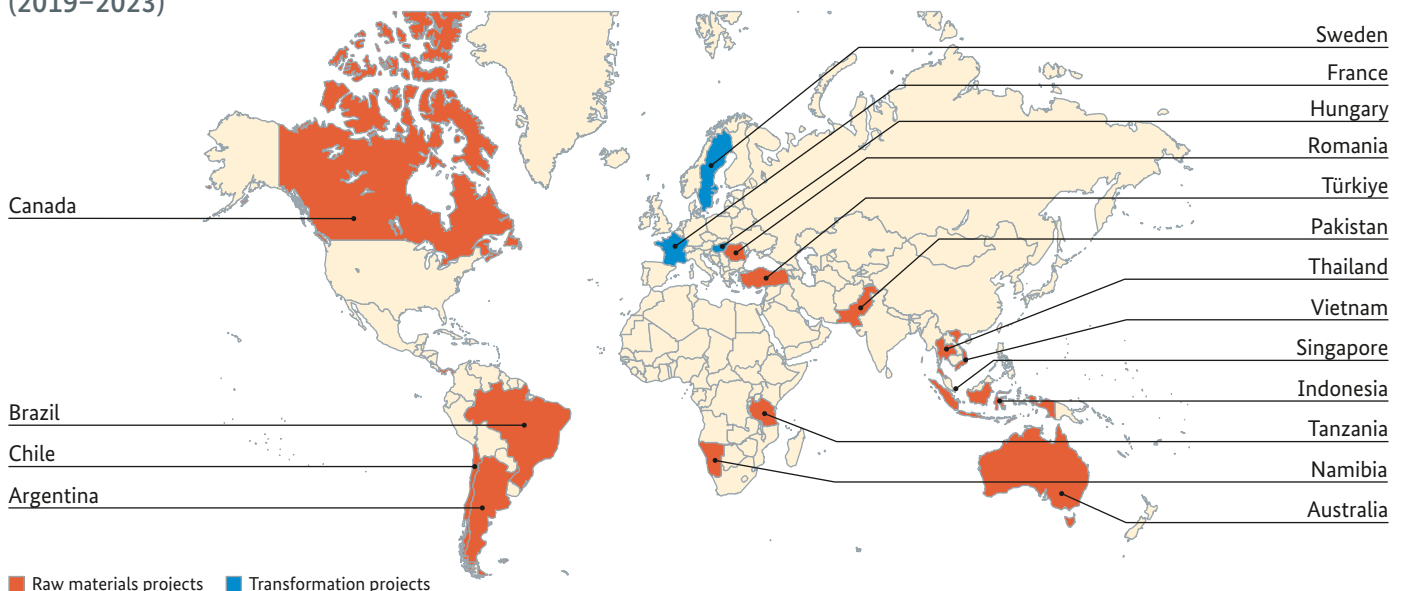 (2019–2023)
Sweden
France
Hungary
Romania
Türkiye
Canada
Pakistan
Thailand
Vietnam
Singapore
Indonesia
Brazil
Tanzania
Chile
Namibia
Argentina
Australia
Raw materials projects
Transformation projects